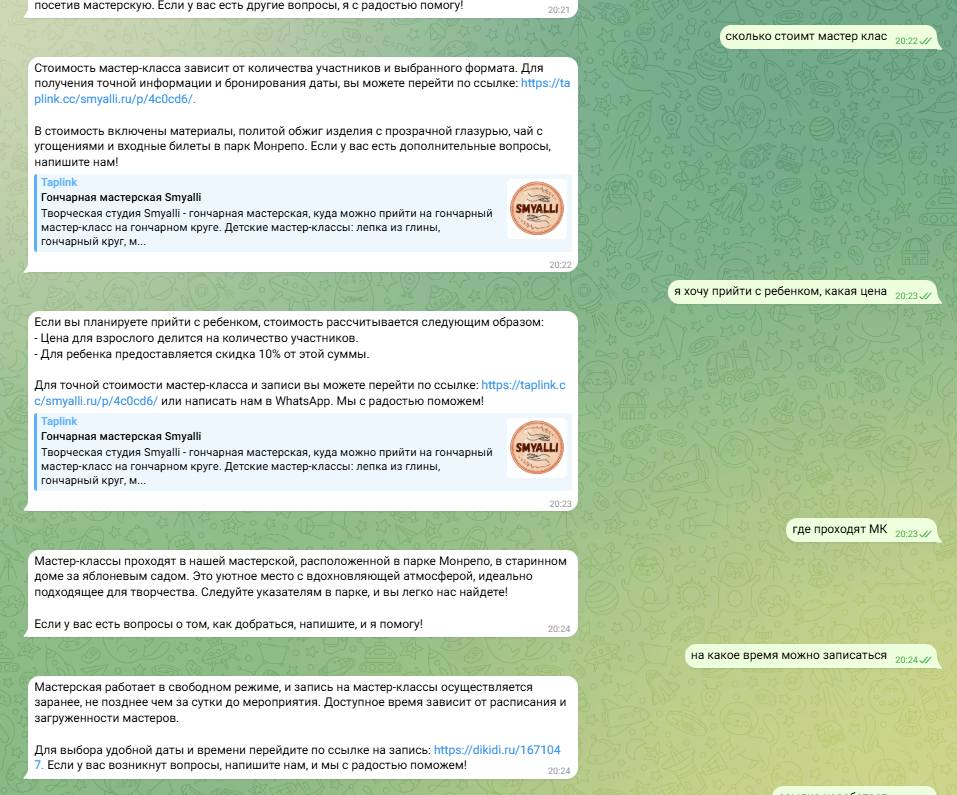 посетив мастерскую. Если у вас есть другие вопросы, я с радостью помогу!
20:21
сколько стоимт мастер клас
20:22
Стоимость мастер-класса зависит от количества участников и выбранного формата. Для
получения точной информации и бронирования даты, вы можете перейти по ссылке: https://ta
plink.cc/smyalli.ru/p/4c0cd6/.
В стоимость включены материалы, политой обжиг изделия с прозрачной глазурью, чай с
угощениями и входные билеты в парк Монрепо. Если у вас есть дополнительные вопросы,
напишите нам!
Taplink
Гончарная мастерская Smyalli
Творческая студия Smyalli - гончарная мастерская, куда можно прийти на гончарный
мастер-класс на гончарном круге. Детские мастер-классы: лепка из глины,
гончарный круг, м...
SMYALLI
20:22
я хочу прийти с ребенком, какая цена
20:23
Если вы планируете прийти с ребенком, стоимость рассчитывается следующим образом:
- Цена для взрослого делится на количество участников.
- Для ребенка предоставляется скидка 10% от этой суммы.
Для точной стоимости мастер-класса и записи вы можете перейти по ссылке: https://taplink.c
c/smyalli.ru/p/4c0cd6/ или написать нам в WhatsApp. Мы с радостью поможем!
Taplink
Гончарная мастерская Smyalli
Творческая студия Smyalli - гончарная мастерская, куда можно прийти на гончарный
мастер-класс на гончарном круге. Детские мастер-классы: лепка из глины,
гончарный круг, м...
SMYALLI
20:23
где проходят МК
20:23
Мастер-классы проходят в нашей мастерской, расположенной в парке Монрепо, в старинном
доме за яблоневым садом. Это уютное место с вдохновляющей атмосферой, идеально
подходящее для творчества. Следуйте указателям в парке, и вы легко нас найдете!
Если у вас есть вопросы о том, как добраться, напишите, и я помогу!
20:24
на какое время можно записаться
20:24
Мастерская работает в свободном режиме, и запись на мастер-классы осуществляется
заранее, не позднее чем за сутки до мероприятия. Доступное время зависит от расписания и
загруженности мастеров.
Для выбора удобной даты и времени перейдите по ссылке на запись: https://dikidi.ru/167104
7. Если у вас возникнут вопросы, напишите нам, и мы с радостью поможем!
20:24